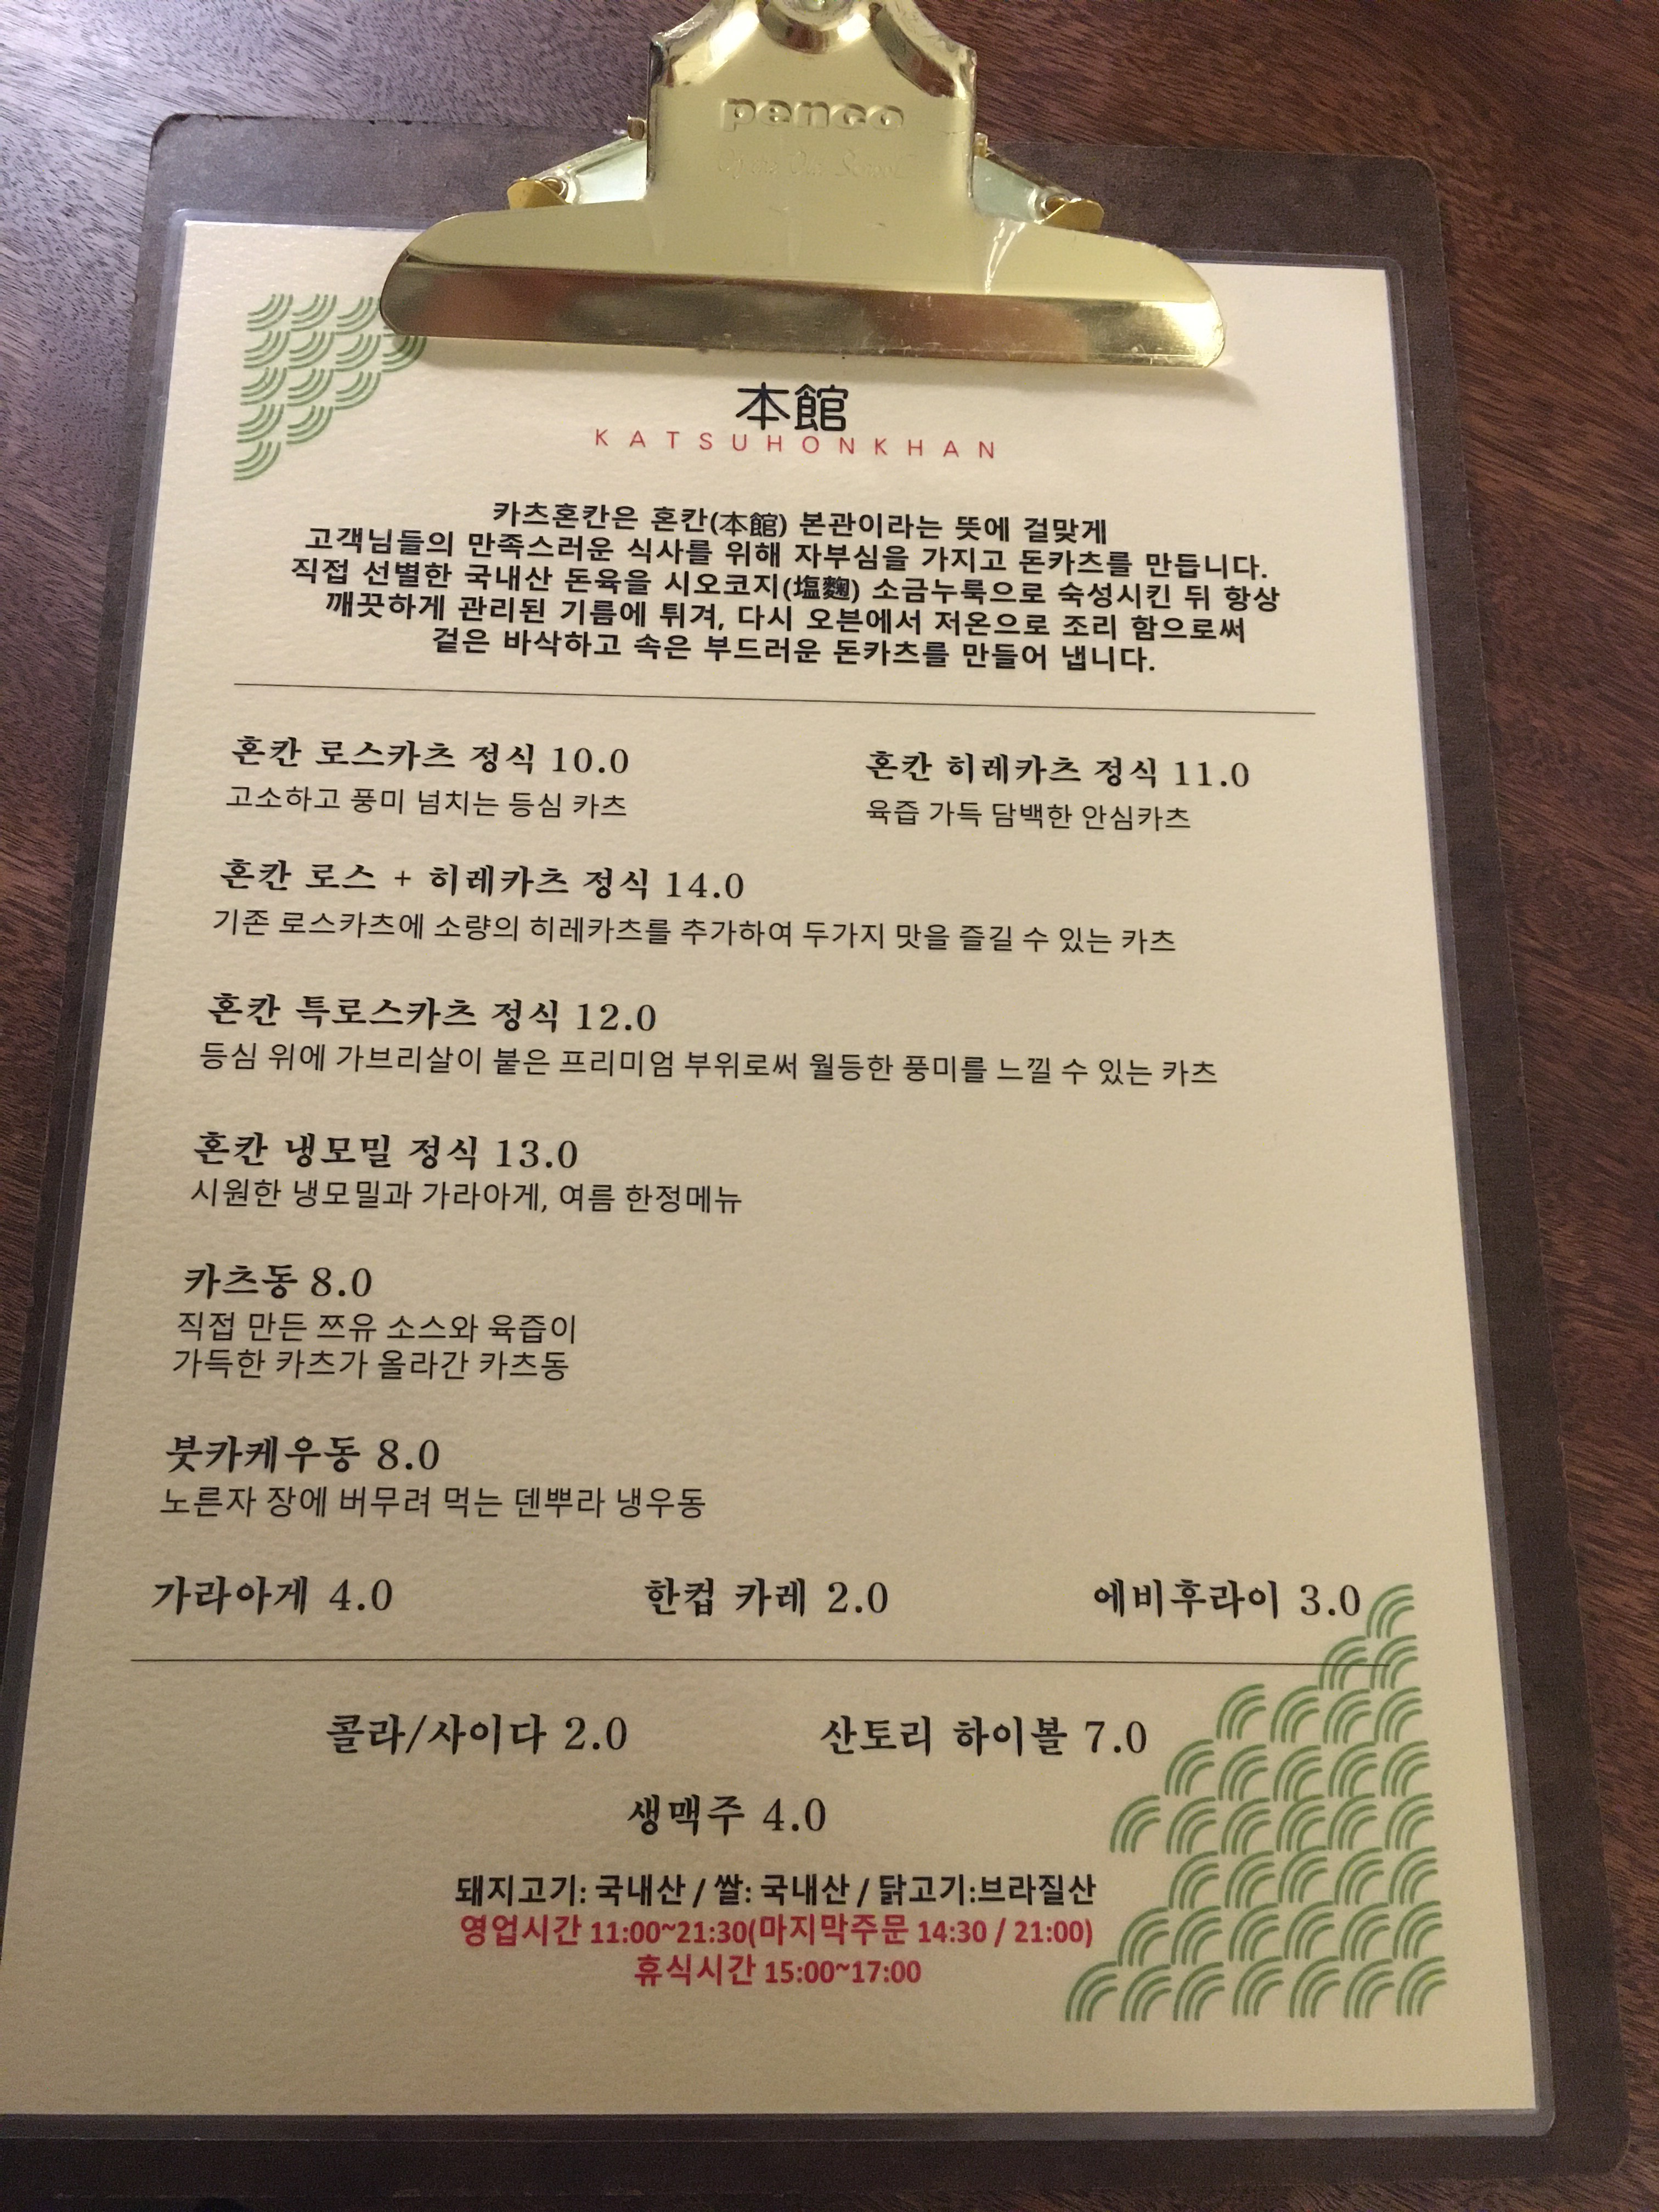 penco
本館
KATSUHONKHAN
카츠혼칸은 혼칸(本館) 본관이라는 뜻에 걸맞게
고객님들의 만족스러운 식사를 위해 자부심을 가지고 돈카츠를 만듭니다.
직접 선별한 국내산 돈육을 시오코지(塩麹) 소금누룩으로 숙성시킨 뒤 항상
깨끗하게 관리된 기름에 튀겨, 다시 오븐에서 저온으로 조리 함으로써
겉은 바삭하고 속은 부드러운 돈카츠를 만들어 냅니다.
혼칸 로스카츠 정식 10.0
고소하고 풍미 넘치는 등심 카츠
혼칸 히레카츠 정식 11.0
육즙 가득 담백한 안심카츠
혼칸 로스 + 히레카츠 정식 14.0
기존 로스카츠에 소량의 히레카츠를 추가하여 두가지 맛을 즐길 수 있는 카츠
혼칸 특로스카츠 정식 12.0
등심 위에 가브리살이 붙은 프리미엄 부위로써 월등한 풍미를 느낄 수 있는 카츠
혼칸 냉모밀 정식 13.0
시원한 냉모밀과 가라아게, 여름 한정메뉴
카츠동 8.0
직접 만든 쯔유 소스와 육즙이
가득한 카츠가 올라간 카츠동
붓카케우동 8.0
노른자 장에 버무려 먹는 덴뿌라 냉우동
가라아게 4.0 한컵 카레 2.0 에비후라이 3.0
콜라/사이다 2.0 산토리 하이볼 7.0
생맥주 4.0
돼지고기: 국내산 / 쌀: 국내산 / 닭고기:브라질산
영업시간 11:00~21:30(마지막주문 14:30 / 21:00)
휴식시간 15:00~17:00